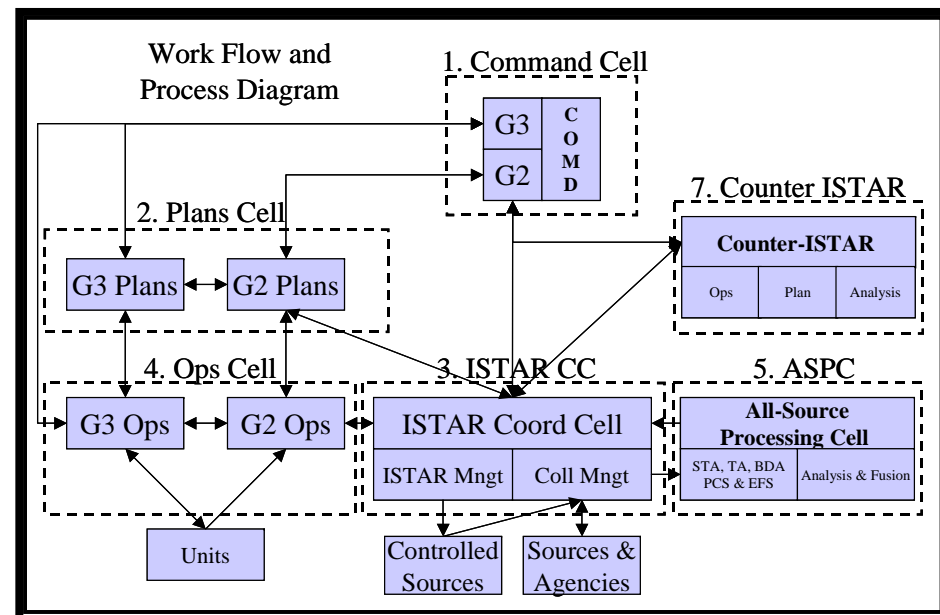 Work Flow and
Process Diagram
1. Command Cell
G3
G2
C
O
M
D
7. Counter ISTAR
Counter-ISTAR
Ops
Plan
Analysis
2. Plans Cell
G3 Plans
G2 Plans
4. Ops Cell
G3 Ops
G2 Ops
3. ISTAR CC
ISTAR Coord Cell
ISTAR Mngt
Coll Mngt
5. ASPC
All-Source
Processing Cell
STA, TA, BDA
PCS & EFS
Analysis & Fusion
Units
Controlled
Sources
Sources &
Agencies